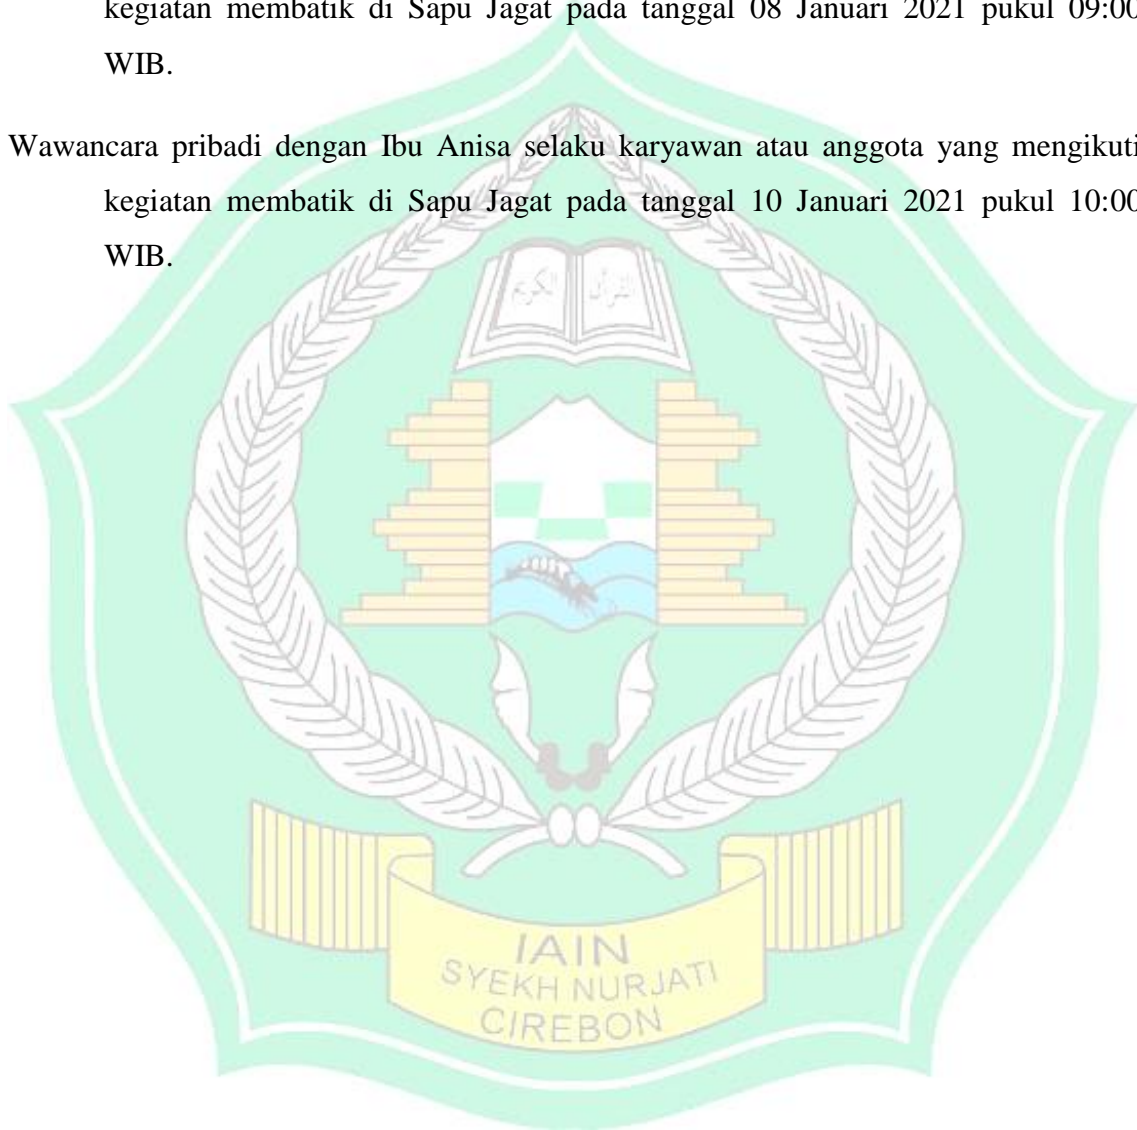 kegiatan membatik di Sapu Jagat pada tanggal 08 Januari 2021 pukul 09:00
WIB.
Wawancara pribadi dengan Ibu Anisa selaku karyawan atau anggota yang mengikuti
kegiatan membatik di Sapu Jagat pada tanggal 10 Januari 2021 pukul 10:00
WIB.
القرآن الكريم
IAIN
SYEKH NURJATI
CIREBON